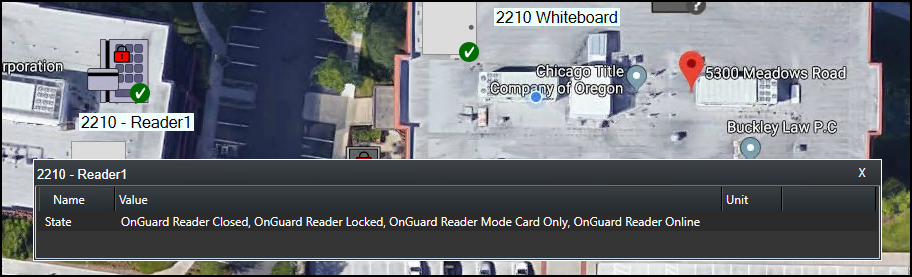 2210 Whiteboard
rporation
Chicago Title
Company of Oregon
5300 Meadows Road
2210 - Reader1
Buckley Law P.C
2210 - Reader1 X
Name Value Unit
State OnGuard Reader Closed, OnGuard Reader Locked, OnGuard Reader Mode Card Only, OnGuard Reader Online